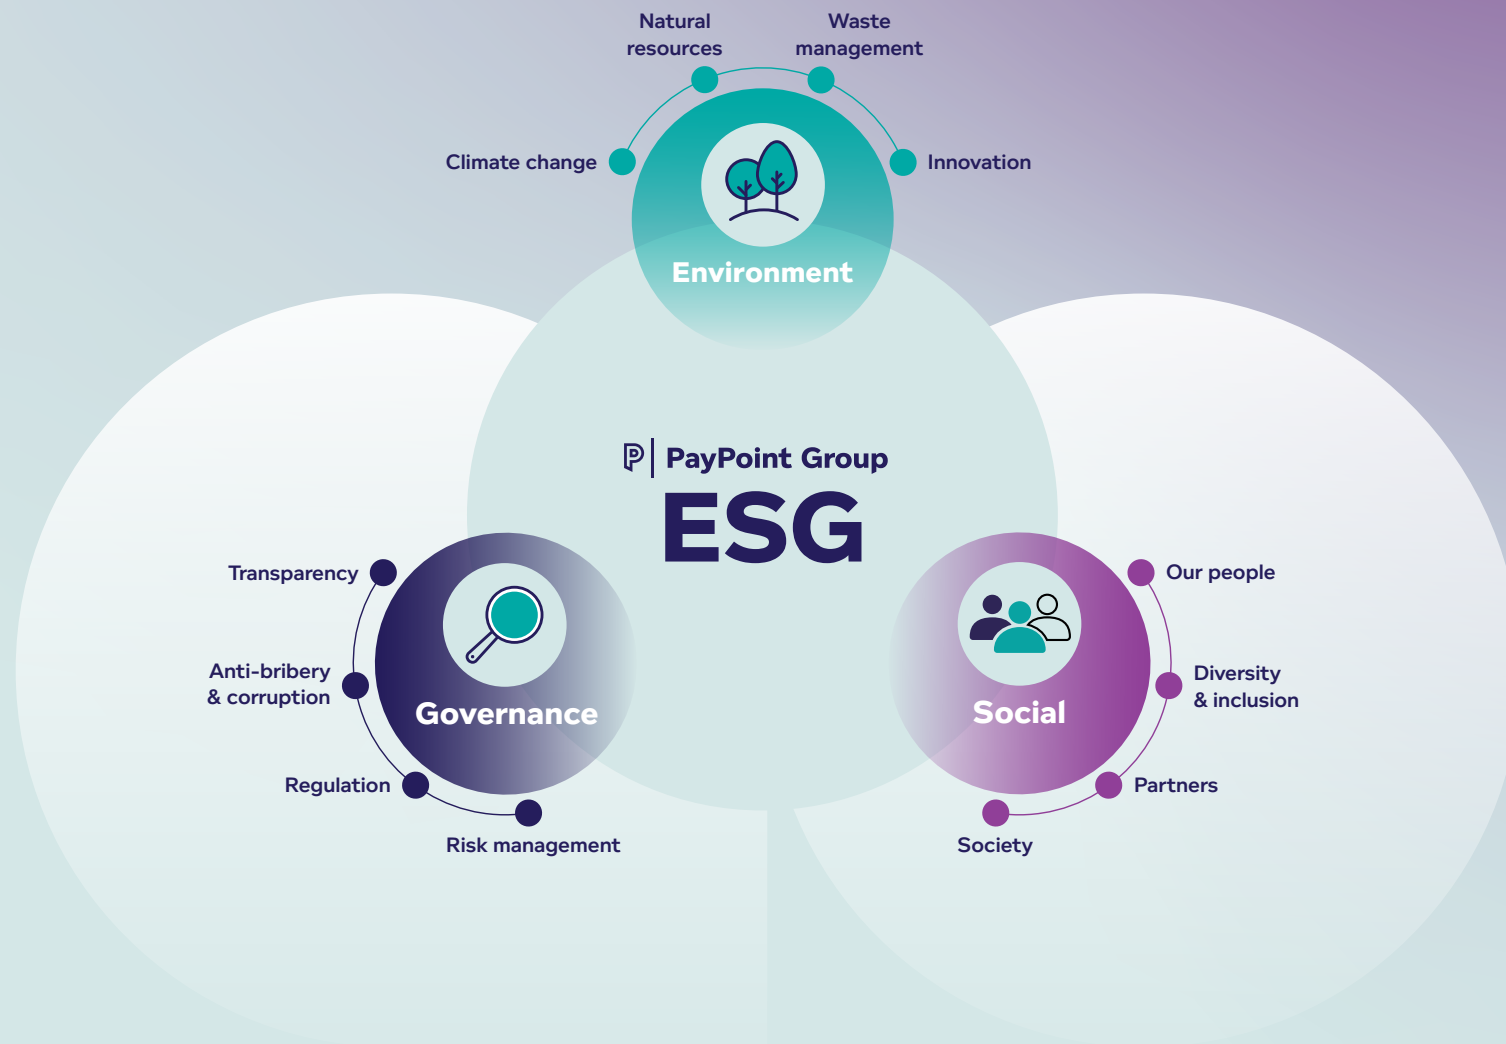 Natural
resources
Waste
management
Climate change
Innovation
Environment
PayPoint Group
ESG
Transparency
Anti-bribery
& corruption
Regulation
Risk management
Governance
Social
Our people
Diversity
& inclusion
Partners
Society